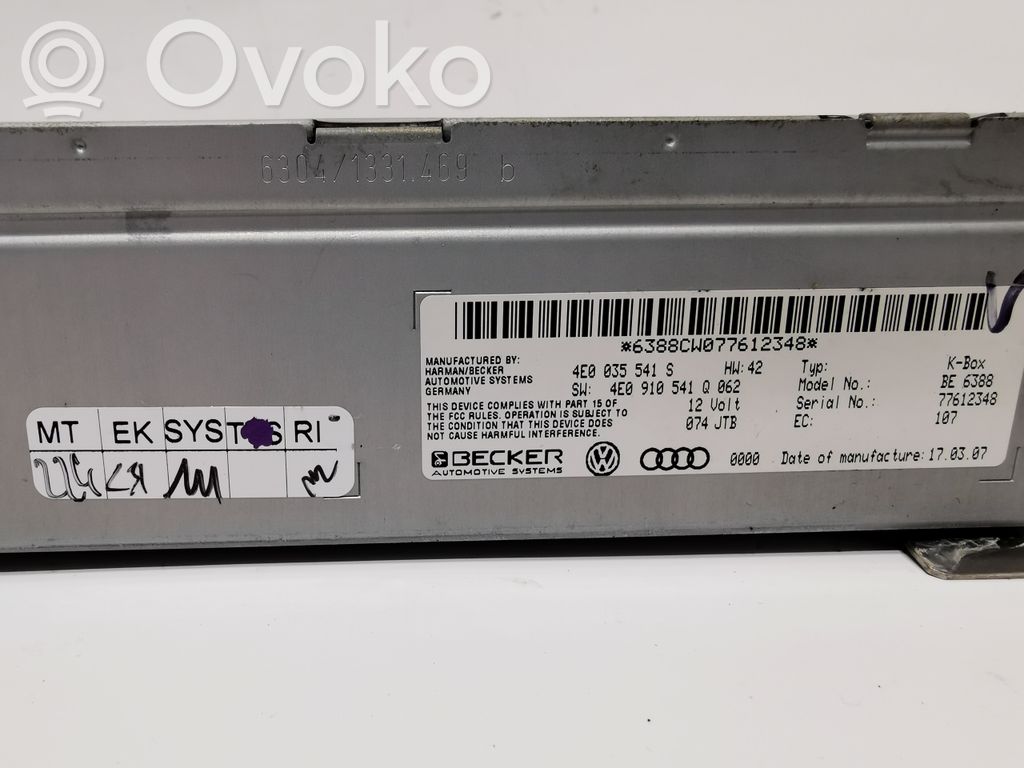 Ovoko
6304/1331.469 b
*6388CW077612348*
MANUFACTURED BY:
HARMAN/BECKER
AUTOMOTIVE SYSTEMS
GERMANY
4E0 035 541 S HW: 42
SW: 4E0 910 541 Q 062
12 Volt
074 JTB
Typ: K-Box
Model No.: BE 6388
Serial No.: 77612348
EC: 107
THIS DEVICE COMPLIES WITH PART 15 OF
THE FCC RULES. OPERATION IS SUBJECT TO
THE CONDITION THAT THIS DEVICE DOES
NOT CAUSE HARMFUL INTERFERENCE.
BECKER
AUTOMOTIVE SYSTEMS
0000 Date of manufacture: 17.03.07
MT EK SYS RI